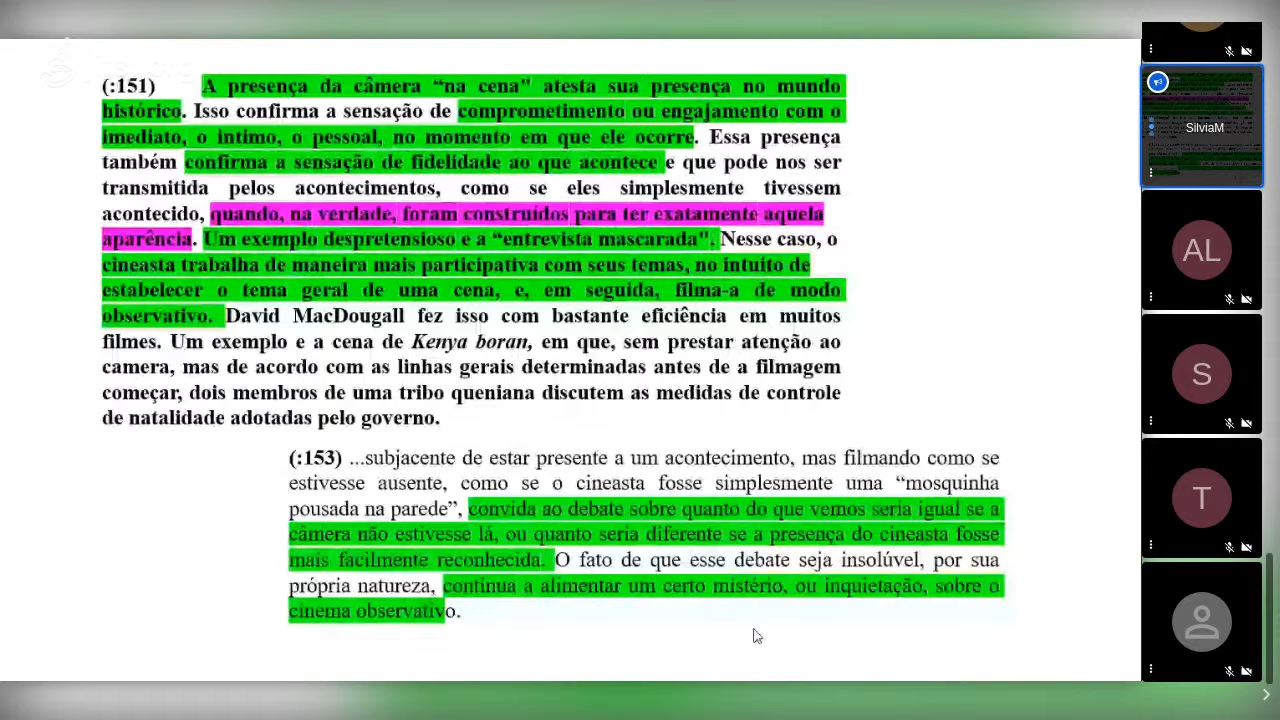 (:151) A presença da câmera “na cena" atesta sua presença no mundo
histórico. Isso confirma a sensação de comprometimento ou engajamento com o
imediato, o intimo, o pessoal, no momento em que ele ocorre. Essa presença
também confirma a sensação de fidelidade ao que acontece e que pode nos ser
transmitida pelos acontecimentos, como se eles simplesmente tivessem
acontecido, quando, na verdade, foram construídos para ter exatamente aquela
aparência. Um exemplo despretensioso e a “entrevista mascarada". Nesse caso, o
cineasta trabalha de maneira mais participativa com seus temas, no intuito de
estabelecer o tema geral de uma cena, e, em seguida, filma-a de modo
observativo. David MacDougall fez isso com bastante eficiência em muitos
filmes. Um exemplo e a cena de Kenya boran, em que, sem prestar atenção ao
camera, mas de acordo com as linhas gerais determinadas antes de a filmagem
começar, dois membros de uma tribo queniana discutem as medidas de controle
de natalidade adotadas pelo governo.
(:153) ...subjacente de estar presente a um acontecimento, mas filmando como se
estivesse ausente, como se o cineasta fosse simplesmente uma “mosquinha
pousada na parede”, convida ao debate sobre quanto do que vemos seria igual se a
câmera não estivesse lá, ou quanto seria diferente se a presença do cineasta fosse
mais facilmente reconhecida. O fato de que esse debate seja insolúvel, por sua
própria natureza, continua a alimentar um certo mistério, ou inquietação, sobre o
cinema observativo.
SilviaM
AL
S
T